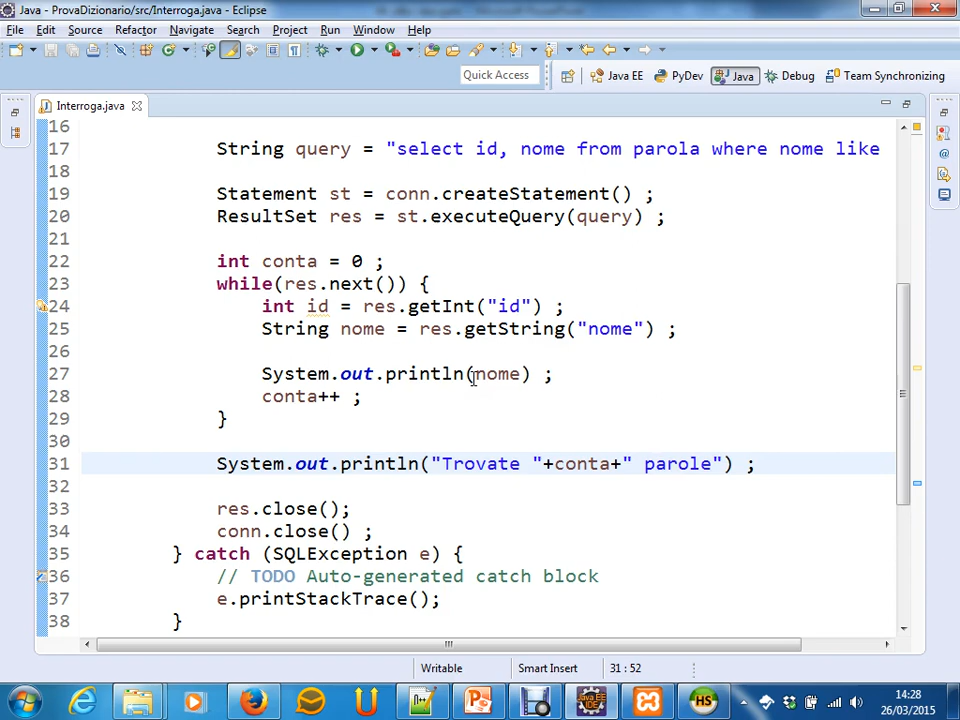 Java - ProvaDizionario/src/Interroga.java - Eclipse
File Edit Source Refactor Navigate Search Project Run Window Help
Quick Access Java EE PyDev Java Debug Team Synchronizing
Interroga.java
16
17 String query = "select id, nome from parola where nome like
18
19 Statement st = conn.createStatement() ;
20 ResultSet res = st.executeQuery(query) ;
21
22 int conta = 0 ;
23 while(res.next()) {
24 int id = res.getInt("id") ;
25 String nome = res.getString("nome") ;
26
27 System.out.println(nome) ;
28 conta++ ;
29 }
30
31 System.out.println("Trovate "+conta+" parole") ;
32
33 res.close();
34 conn.close() ;
35 } catch (SQLException e) {
36 // TODO Auto-generated catch block
37 e.printStackTrace();
38 }
Writable Smart Insert 31 : 52
14:28
26/03/2015